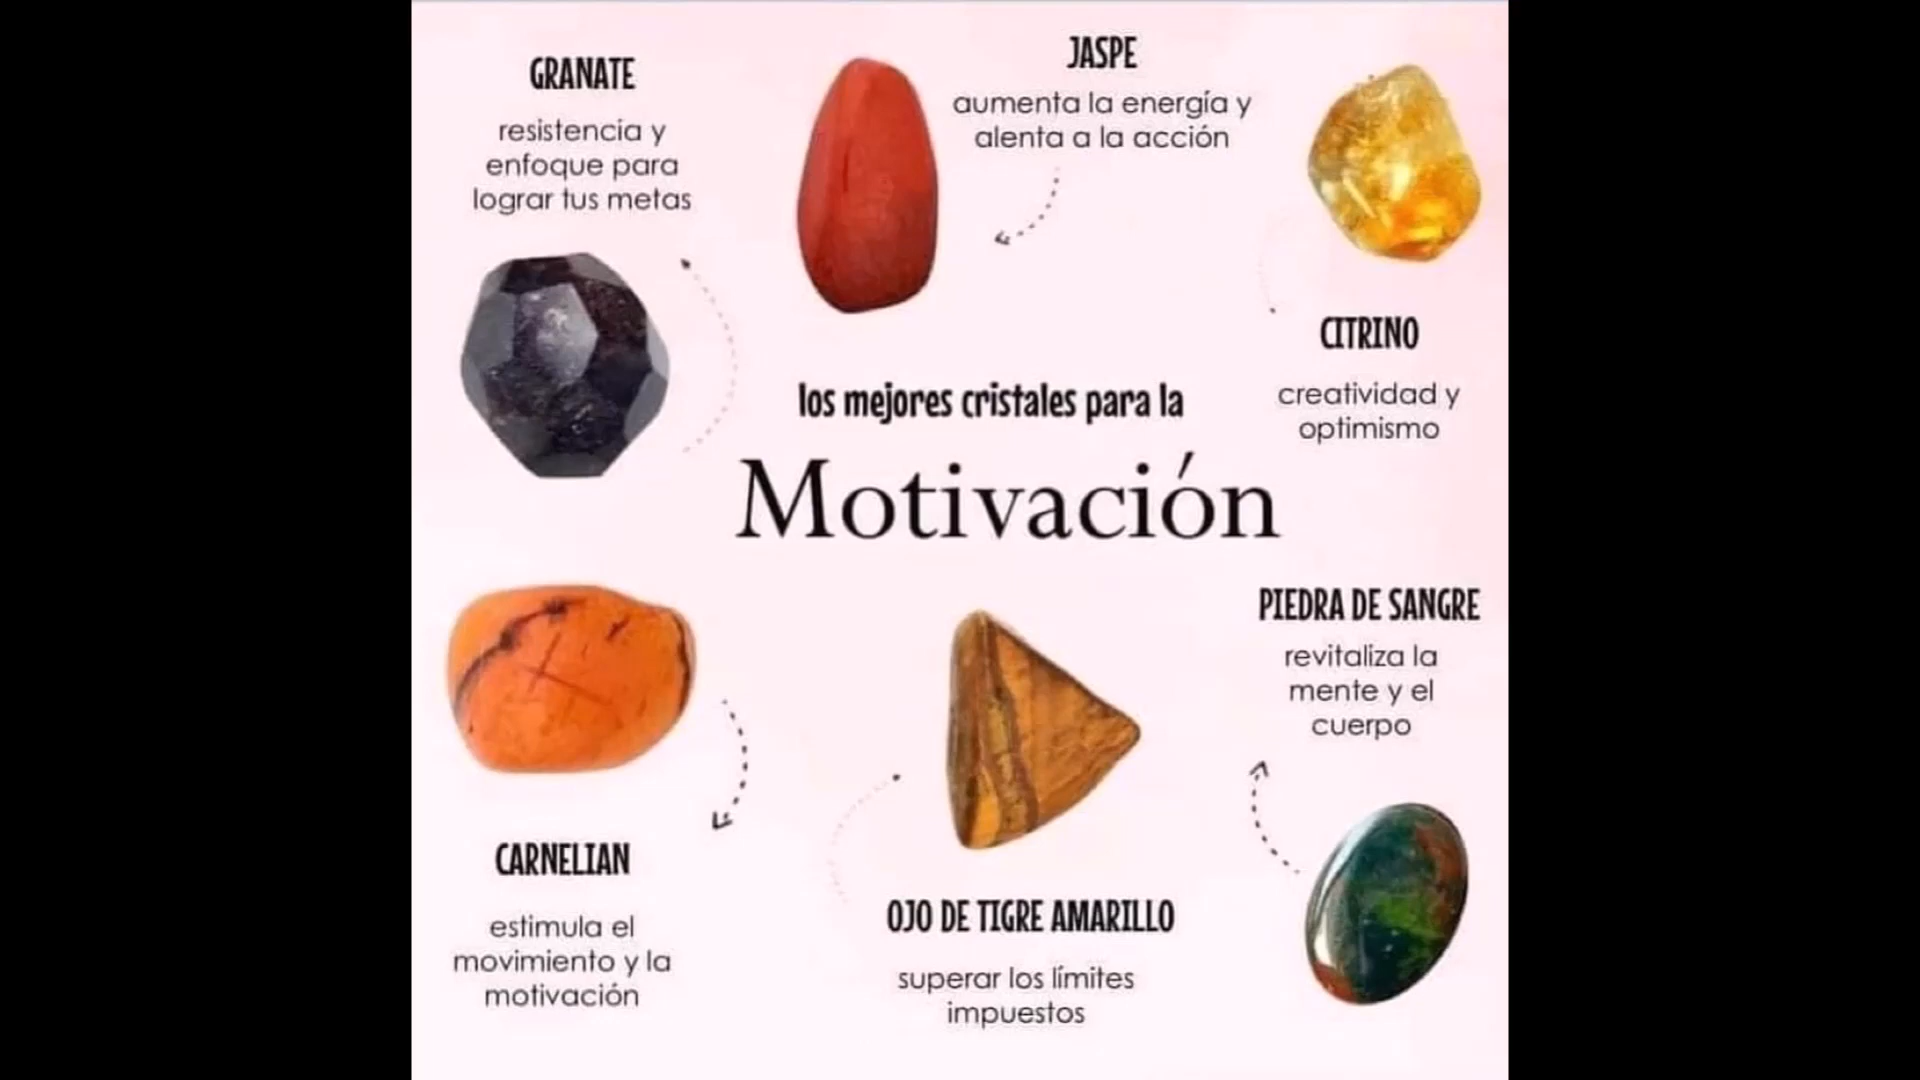 GRANATE
resistencia y
enfoque para
lograr tus metas
JASPE
aumenta la energía y
alenta a la acción
CITRINO
creatividad y
optimismo
los mejores cristales para la
Motivación
CARNELIAN
estimula el
movimiento y la
motivación
OJO DE TIGRE AMARILLO
superar los límites
impuestos
PIEDRA DE SANGRE
revitaliza la
mente y el
cuerpo